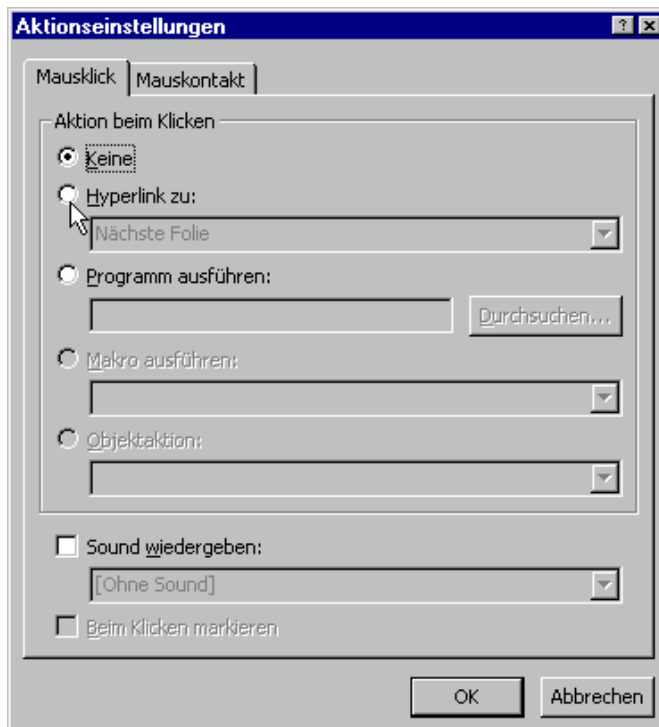 Aktionseinstellungen
Mausklick Mauskontakt
Aktion beim Klicken
Keine
Hyperlink zu:
Nächste Folie
Programm ausführen:
Durchsuchen...
Makro ausführen:
Objektaktion:
Sound wiedergeben:
[Ohne Sound]
Beim Klicken markieren
OK Abbrechen